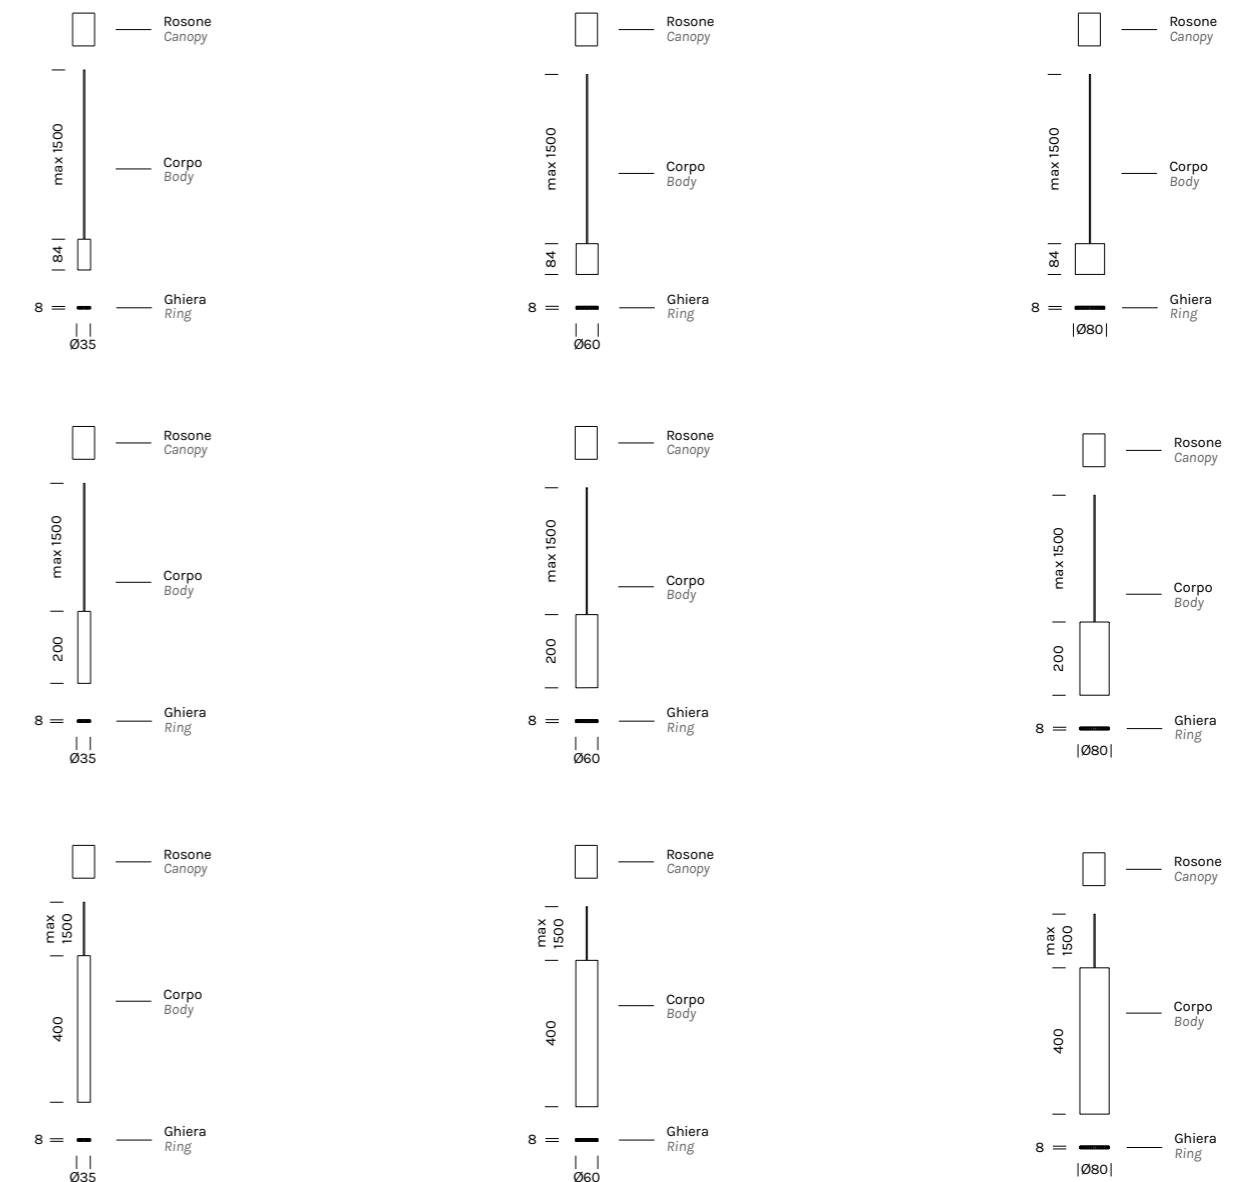 Rosone
Canopy
max 1500
Corpo
Body
84
8
Ghiera
Ring
Ø35
Rosone
Canopy
max 1500
Corpo
Body
84
8
Ghiera
Ring
Ø60
Rosone
Canopy
max 1500
Corpo
Body
84
8
Ghiera
Ring
Ø80
Rosone
Canopy
max 1500
Corpo
Body
200
8
Ghiera
Ring
Ø35
Rosone
Canopy
max 1500
Corpo
Body
200
8
Ghiera
Ring
Ø60
Rosone
Canopy
max 1500
Corpo
Body
200
8
Ghiera
Ring
Ø80
Rosone
Canopy
max
1500
Corpo
Body
400
8
Ghiera
Ring
Ø35
Rosone
Canopy
max
1500
Corpo
Body
400
8
Ghiera
Ring
Ø60
Rosone
Canopy
max
1500
Corpo
Body
400
8
Ghiera
Ring
Ø80